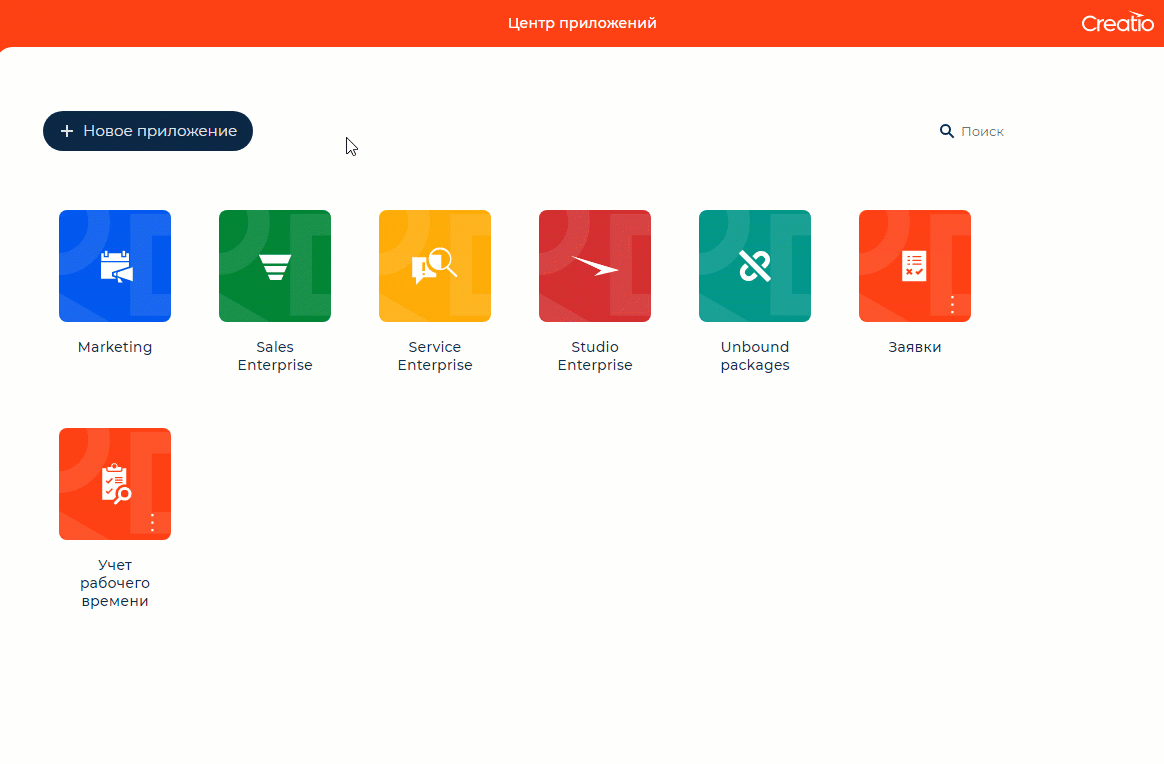 Центр приложений
Creatio
Новое приложение
Поиск
Marketing
Sales
Enterprise
Service
Enterprise
Studio
Enterprise
Unbound
packages
Заявки
Учет
рабочего
времени